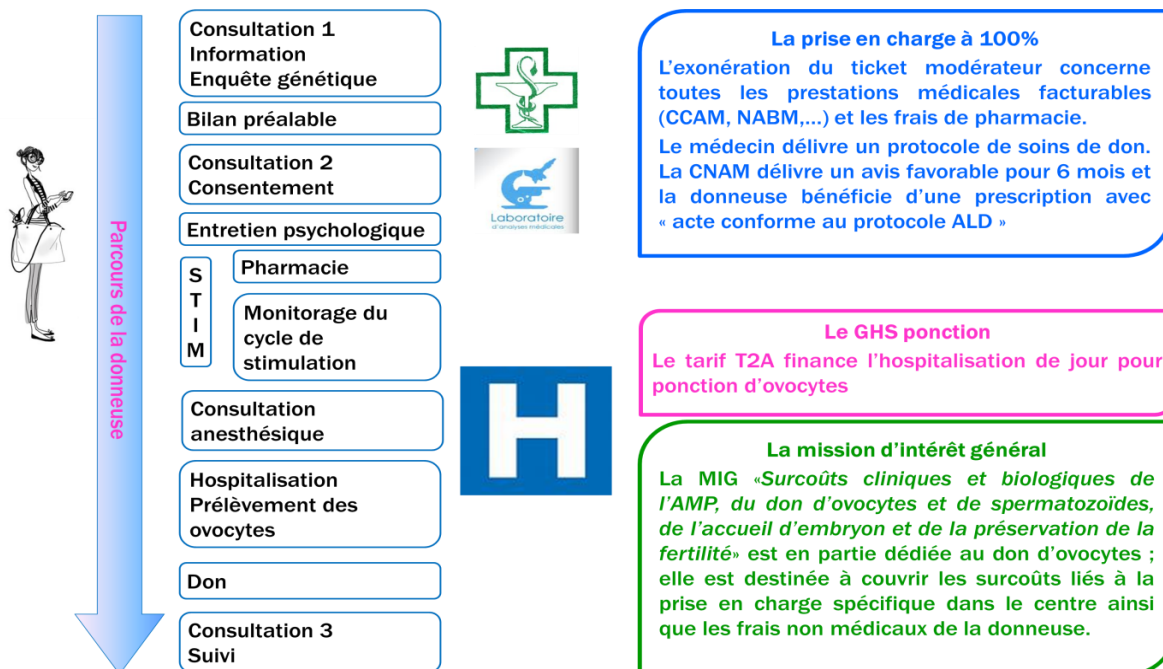 Parcours de la donneuse
Consultation 1
Information
Enquête génétique
Bilan préalable
Consultation 2
Consentement
Entretien psychologique
STIM
Pharmacie
Monitorage du
cycle de
stimulation
Consultation
anesthésique
Hospitalisation
Prélèvement des
ovocytes
Don
Consultation 3
Suivi
Laboratoire
d'analyses médicales
H
La prise en charge à 100%
L'exonération du ticket modérateur concerne
toutes les prestations médicales facturables
(CCAM, NABM,...) et les frais de pharmacie.
Le médecin délivre un protocole de soins de don.
La CNAM délivre un avis favorable pour 6 mois et
la donneuse bénéficie d'une prescription avec
« acte conforme au protocole ALD »
Le GHS ponction
Le tarif T2A finance l'hospitalisation de jour pour
ponction d'ovocytes
La mission d'intérêt général
La MIG «Surcoûts cliniques et biologiques de
l'AMP, du don d'ovocytes et de spermatozoïdes,
de l'accueil d'embryon et de la préservation de la
fertilité» est en partie dédiée au don d'ovocytes ;
elle est destinée à couvrir les surcoûts liés à la
prise en charge spécifique dans le centre ainsi
que les frais non médicaux de la donneuse.